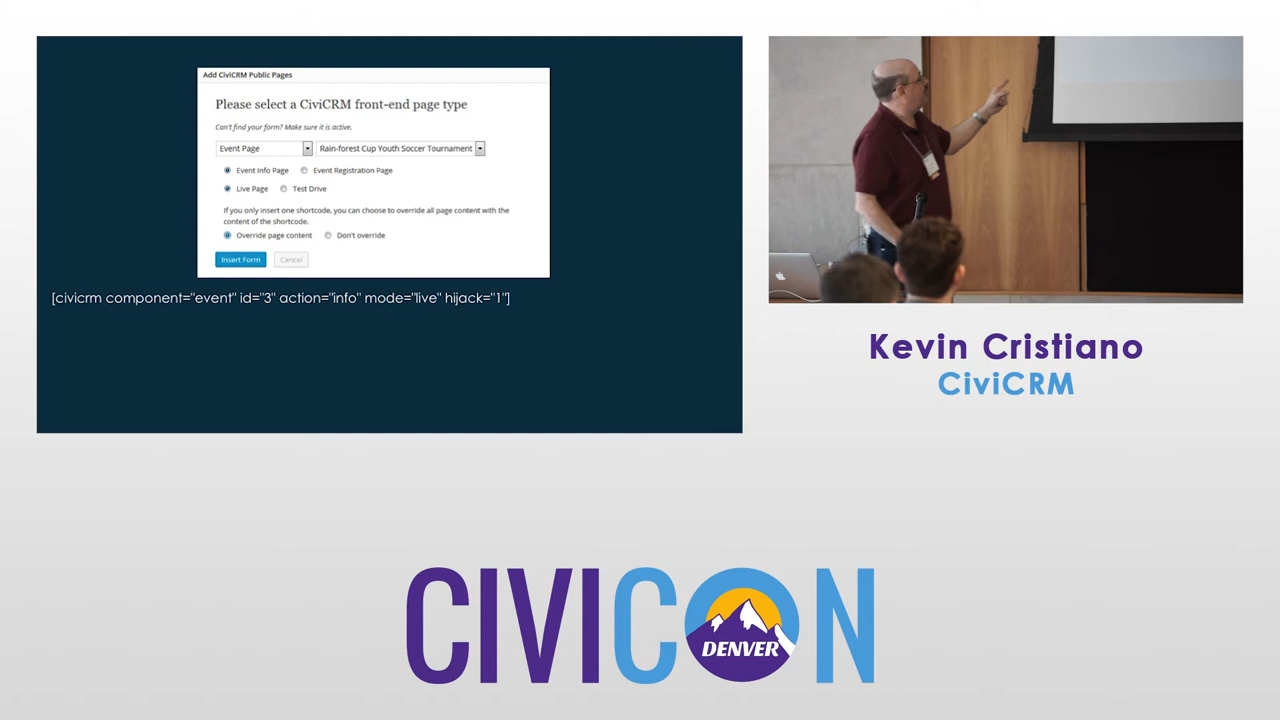 Add CiviCRM Public Pages
Please select a CiviCRM front-end page type
Can't find your form? Make sure it is active.
Event Page Rain-forest Cup Youth Soccer Tournament
Event Info Page Event Registration Page
Live Page Test Drive
If you only insert one shortcode, you can choose to override all page content with the
content of the shortcode.
Override page content Don't override
Insert Form Cancel
[civicrm component="event" id="3" action="info" mode="live" hijack="1"]
Kevin Cristiano
CiviCRM
CIVICON
DENVER